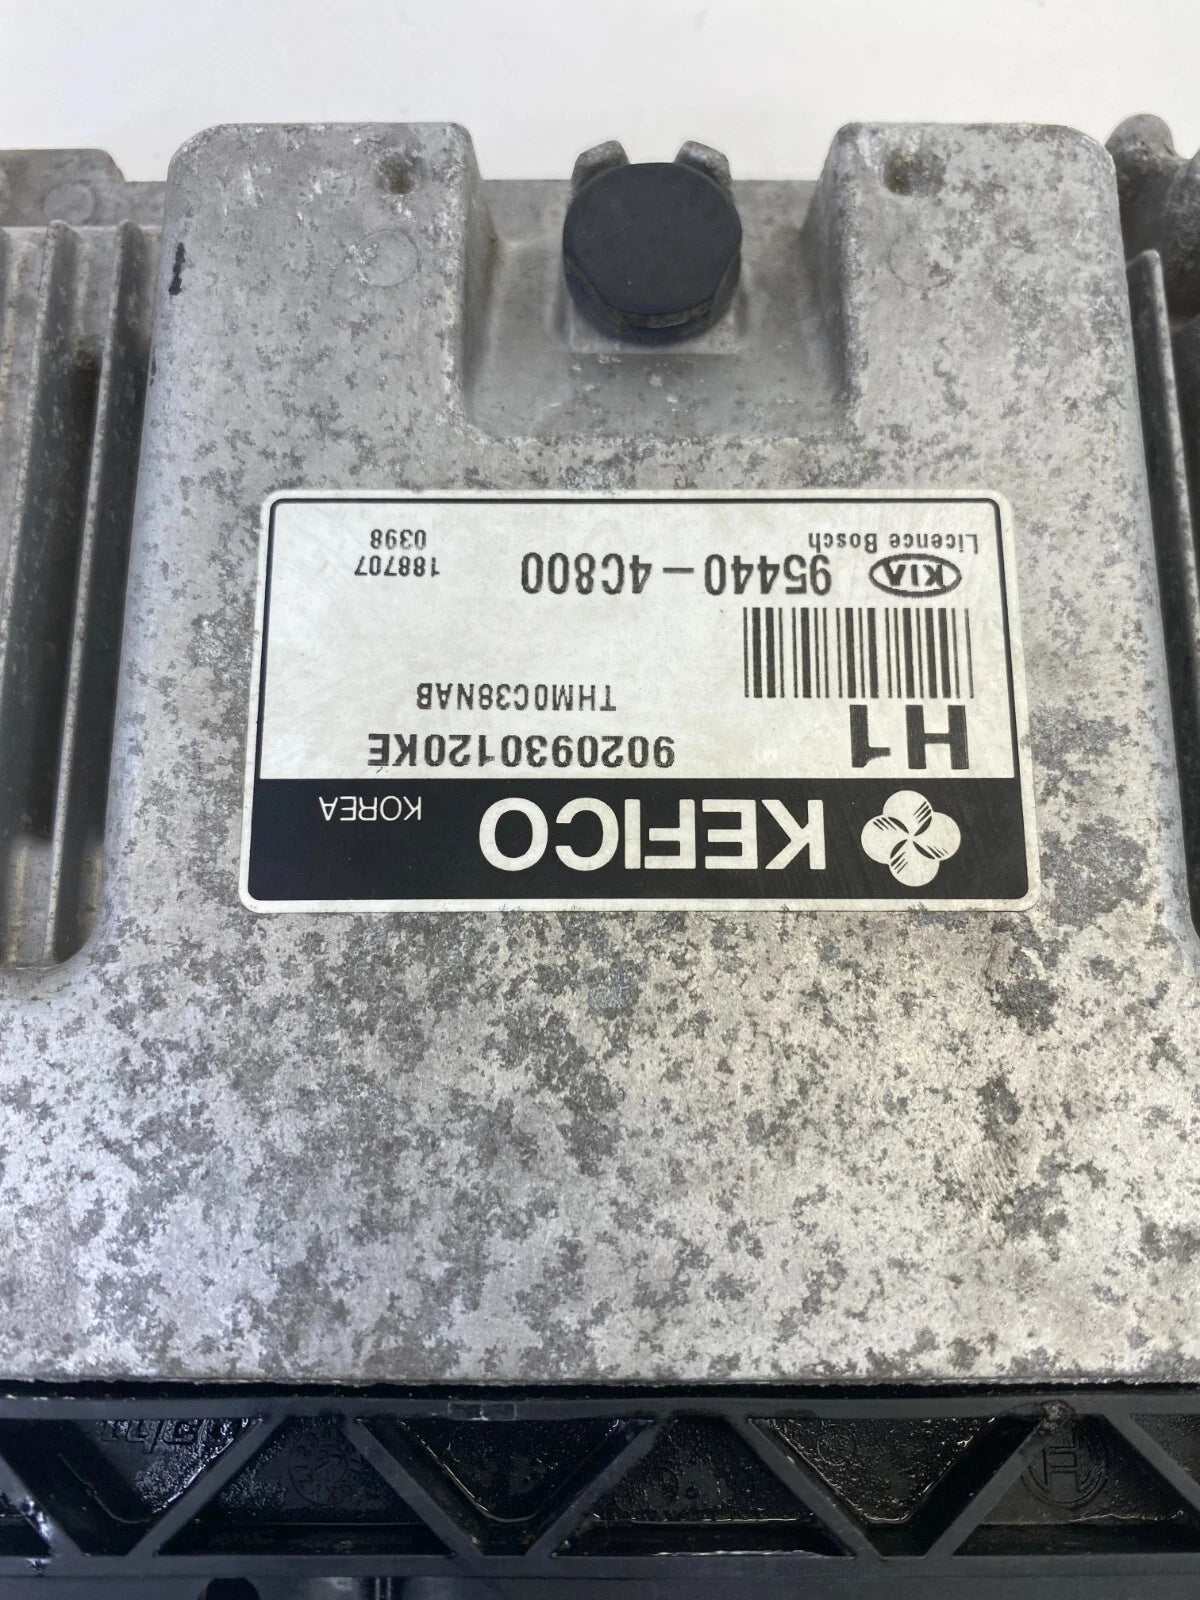 KEFICO KOREA
H1 9020930120KE
THM0C38NAB
KIA 95440-4C800 188707
Licence Bosch 0398